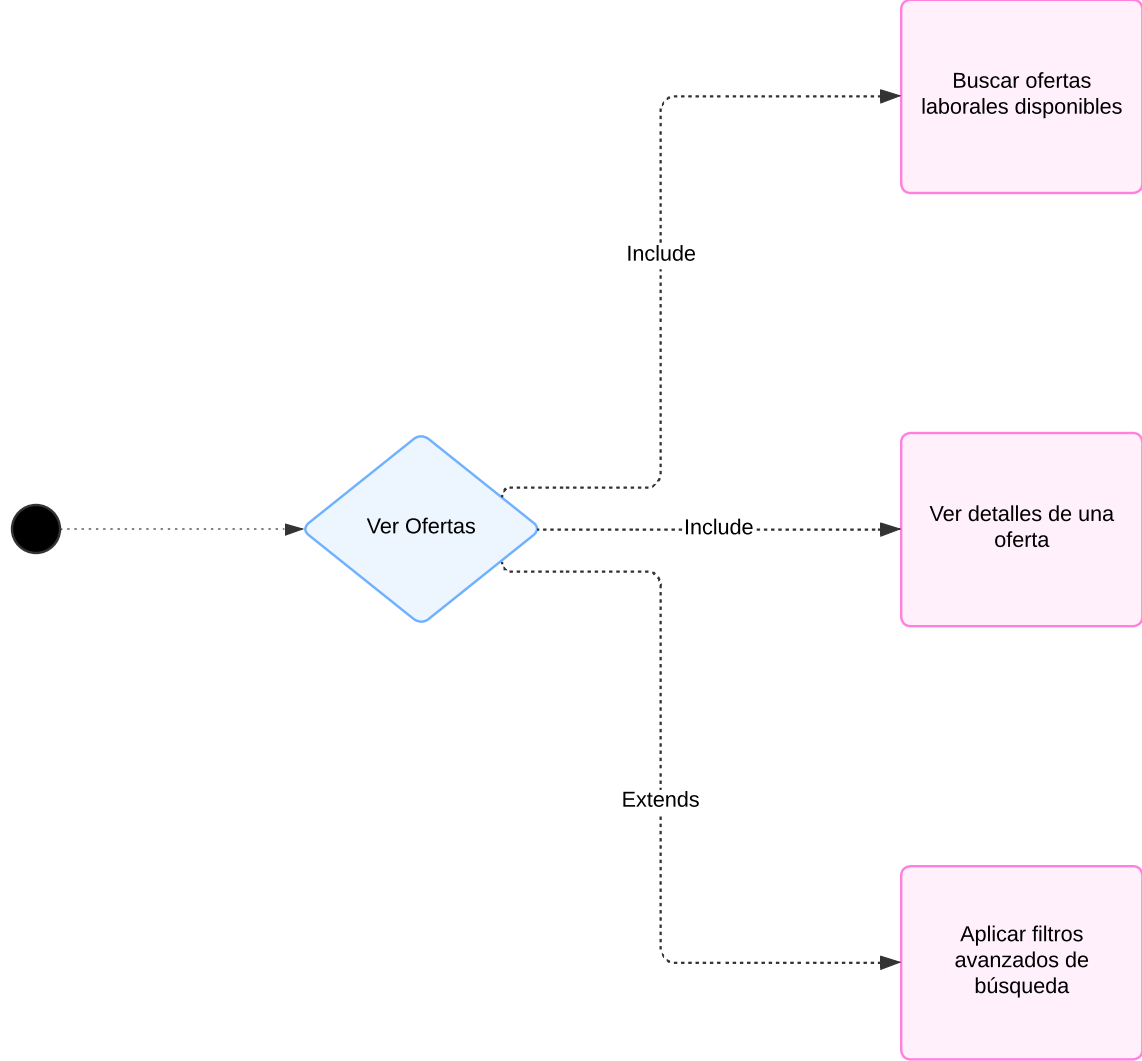 Buscar ofertas
laborales disponibles
Include
Ver Ofertas
Include
Ver detalles de una
oferta
Extends
Aplicar filtros
avanzados de
búsqueda